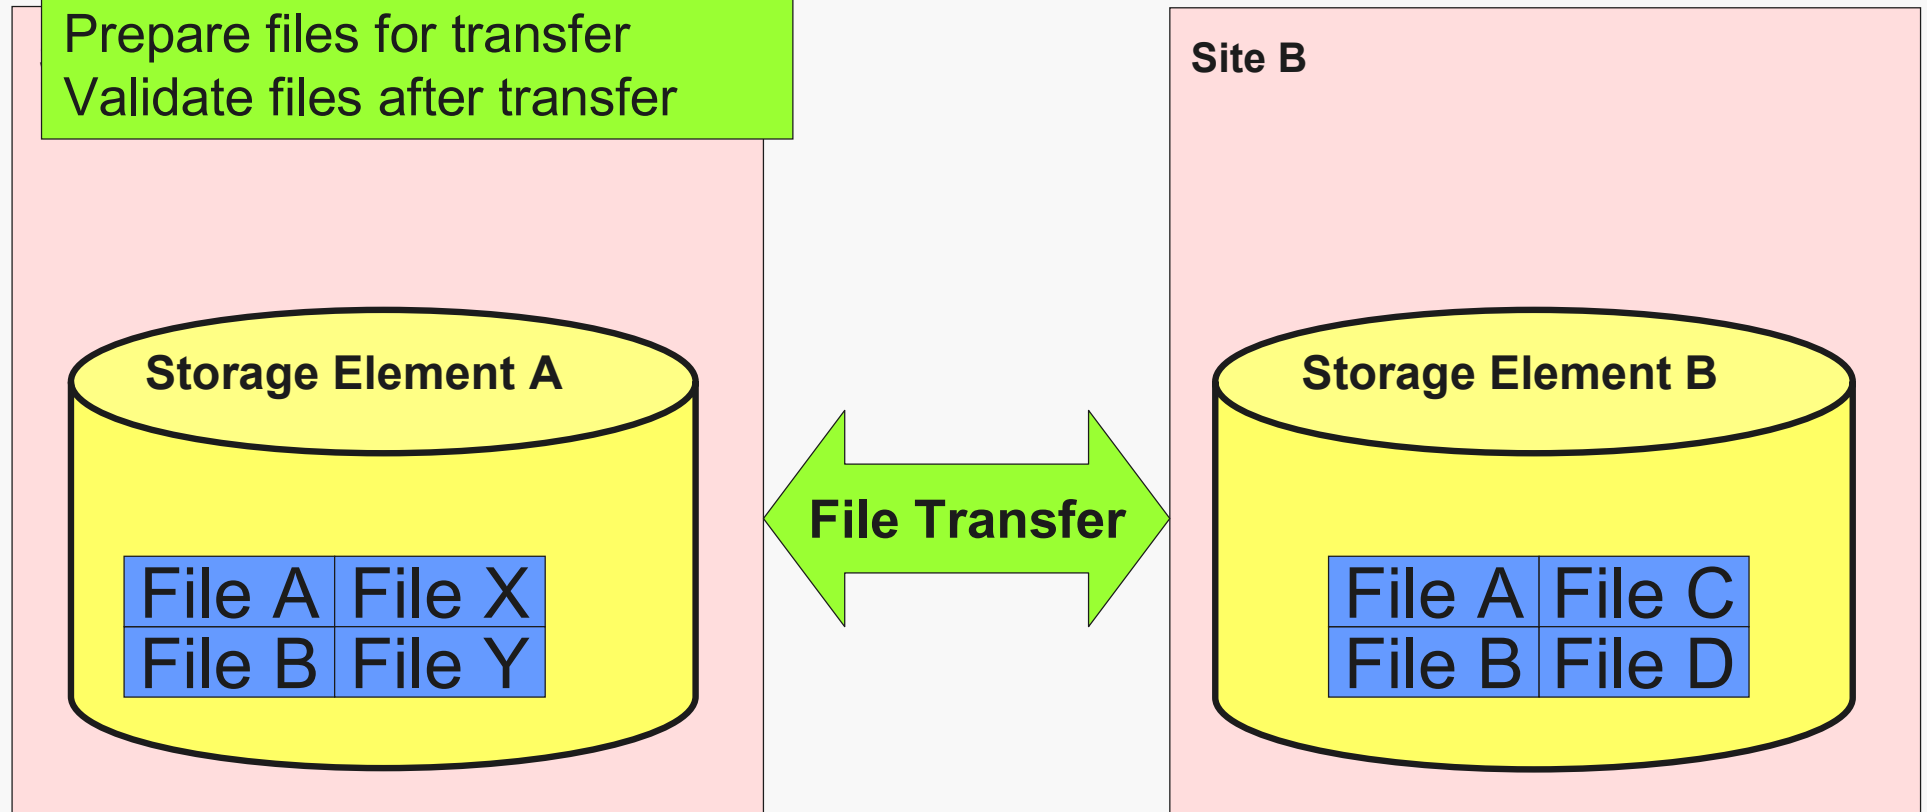 Prepare files for transfer
Validate files after transfer
Site B
Storage Element A
Storage Element B
File Transfer
File A File X
File B File Y
File A File C
File B File D